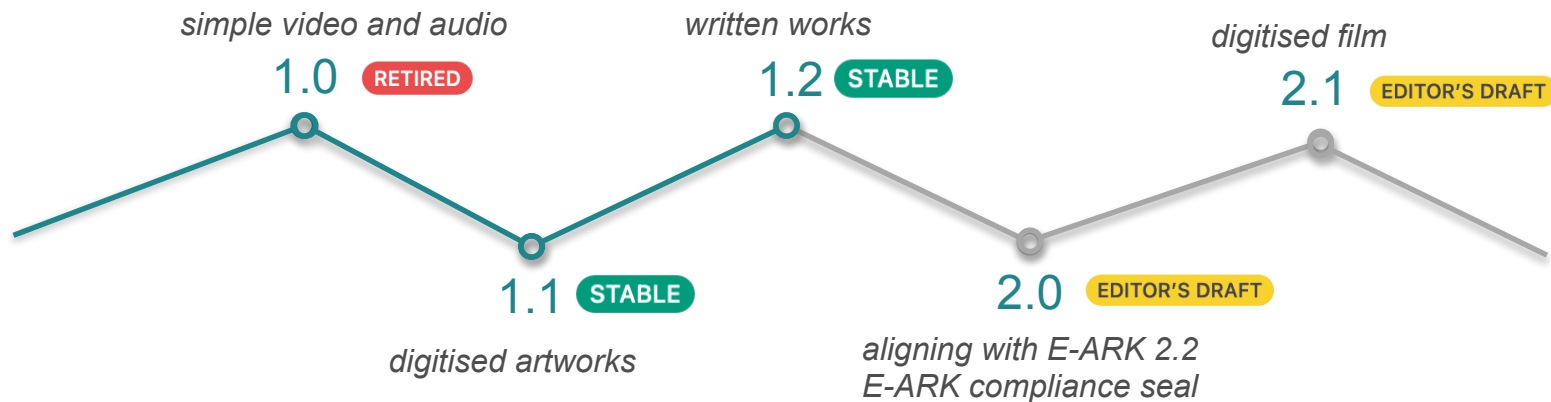 simple video and audio
1.0 RETIRED
1.1 STABLE
digitised artworks
written works
1.2 STABLE
2.0 EDITOR'S DRAFT
aligning with E-ARK 2.2
E-ARK compliance seal
digitised film
2.1 EDITOR'S DRAFT